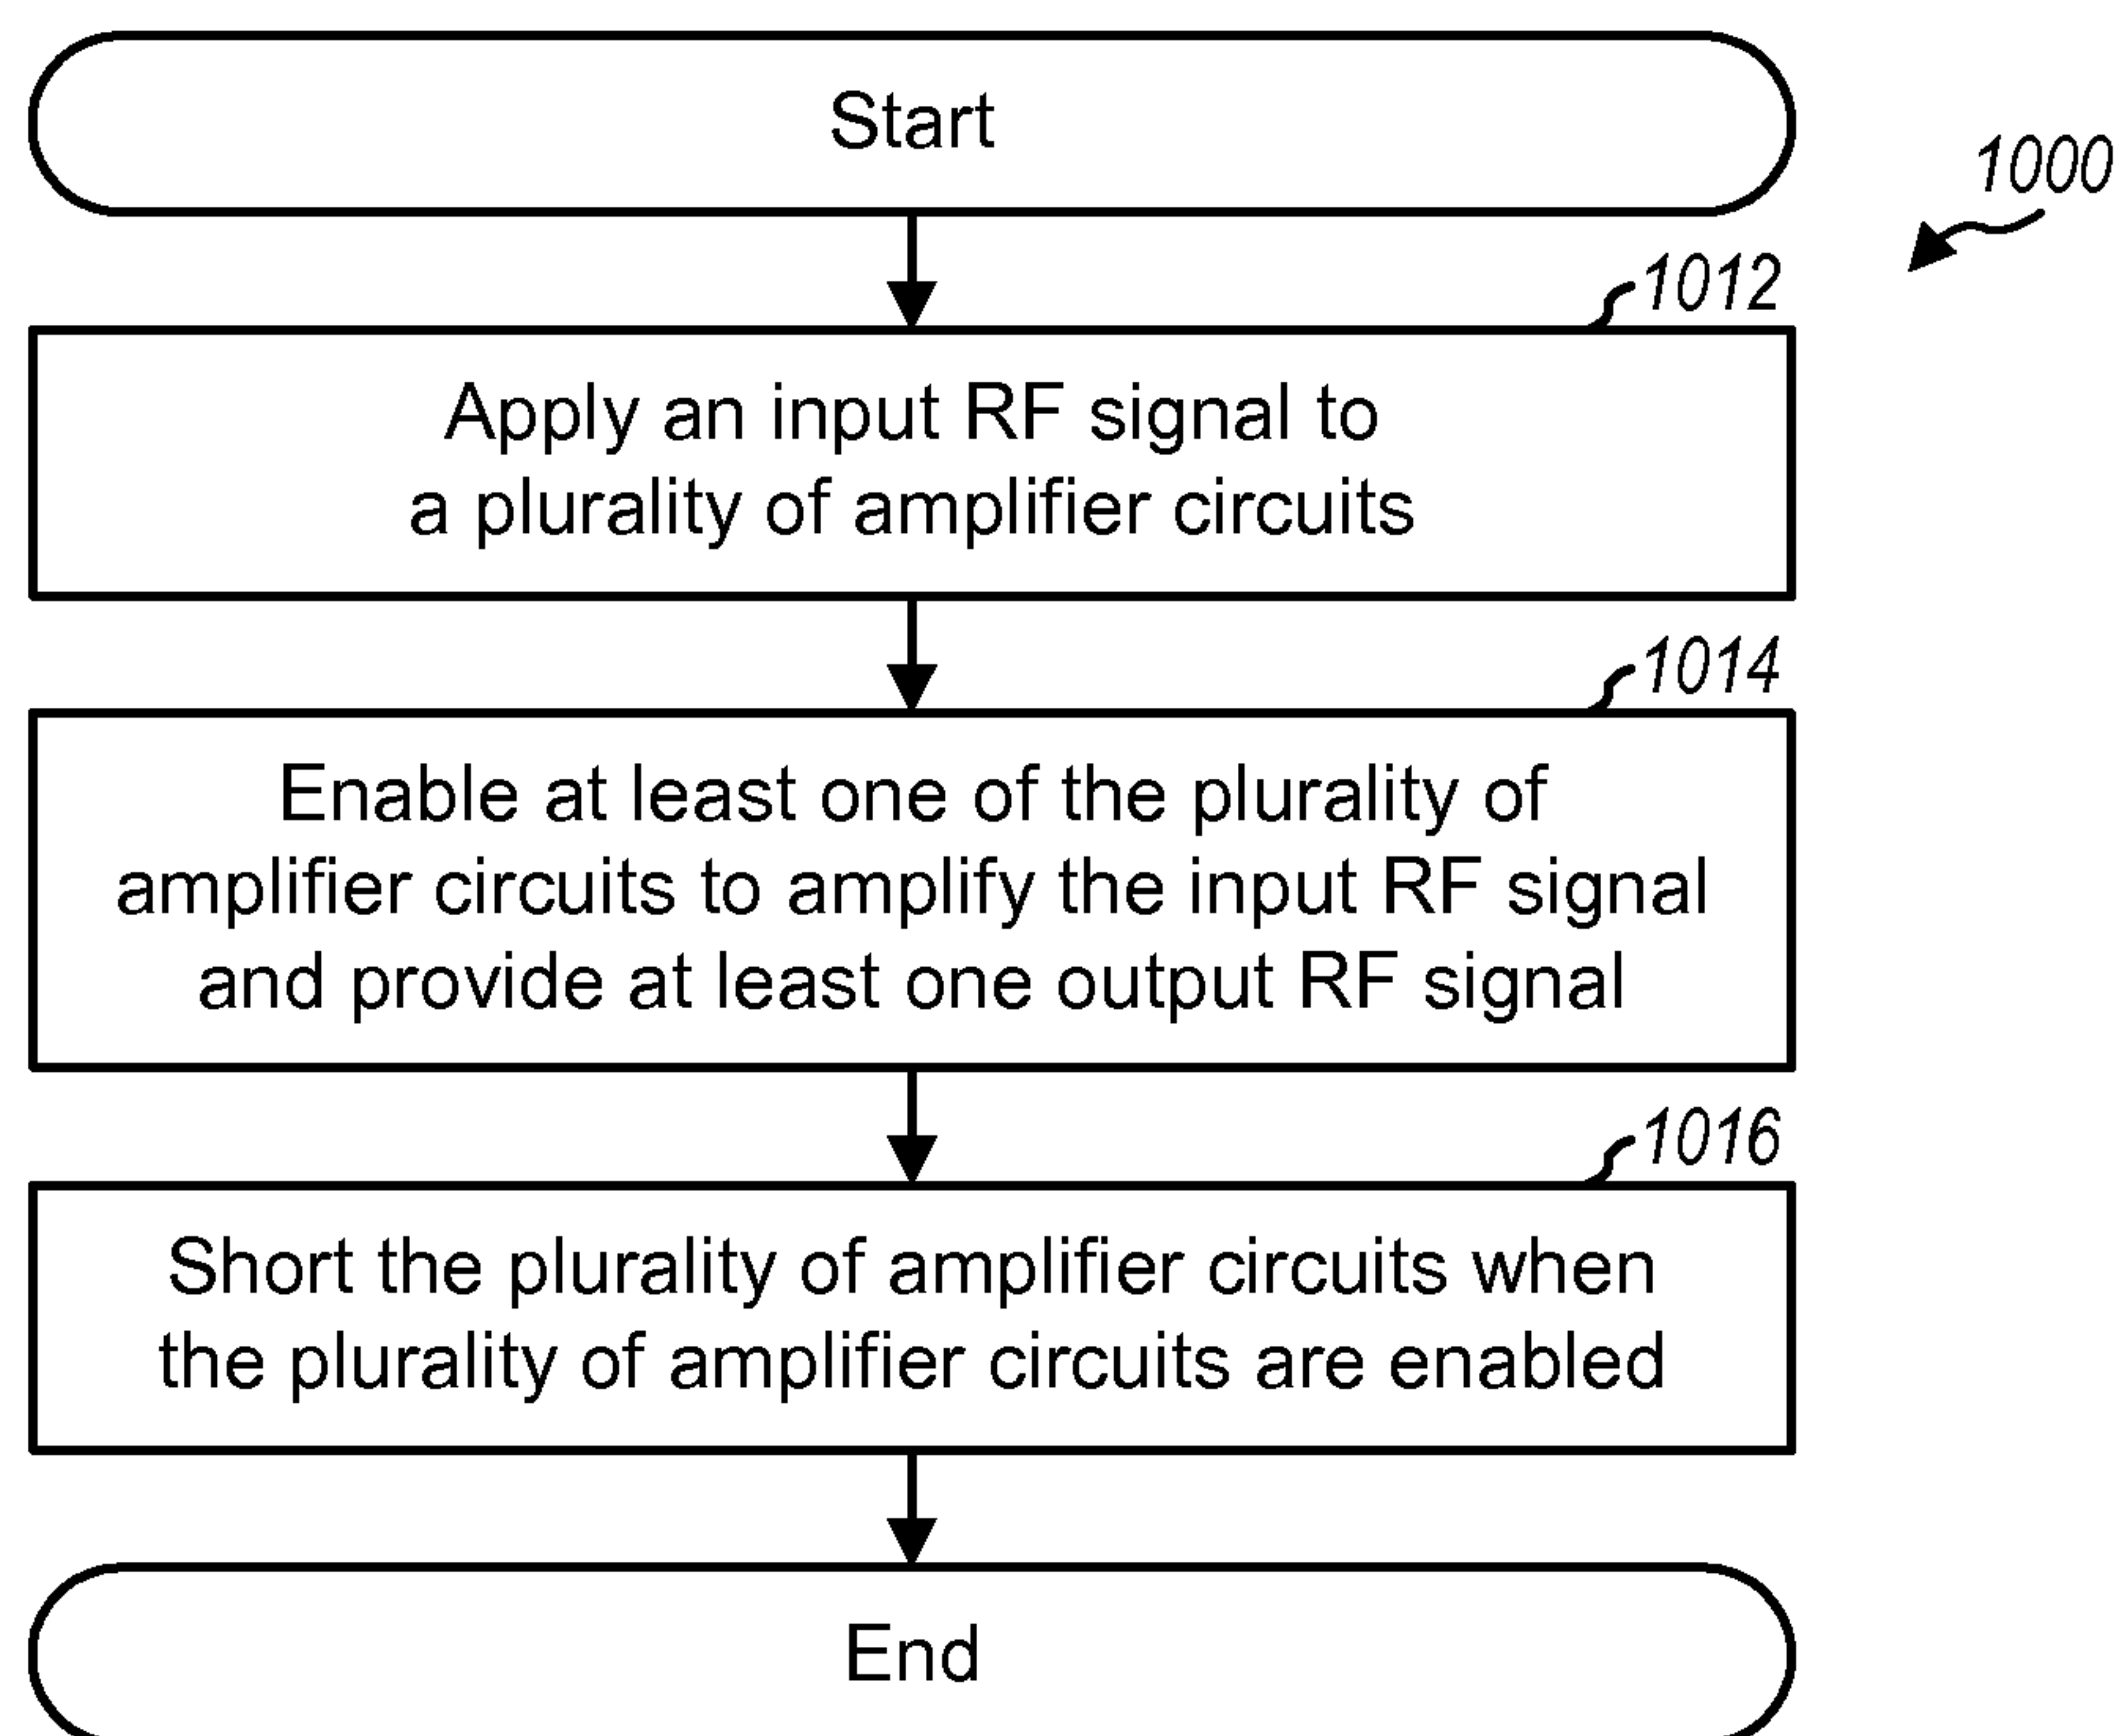 Start
1000
1012
Apply an input RF signal to
a plurality of amplifier circuits
1014
Enable at least one of the plurality of
amplifier circuits to amplify the input RF signal
and provide at least one output RF signal
1016
Short the plurality of amplifier circuits when
the plurality of amplifier circuits are enabled
End